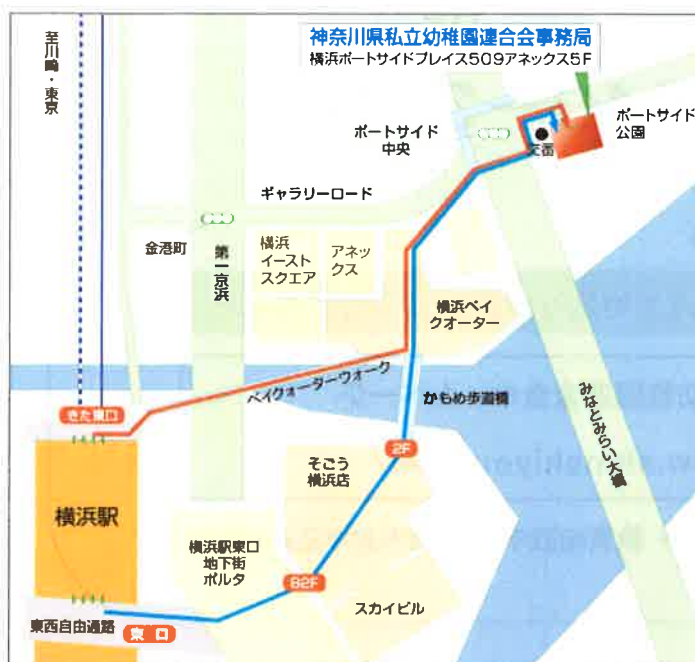 神奈川県私立幼稚園連合会事務局
横浜ポートサイドプレイス509アネックス5F
至川崎・東京
ポートサイド
中央
交番
ポートサイド
公園
ギャラリーロード
金港町
第一京浜
横浜
イースト
スクエア
アネ
ックス
横浜ベイ
クオーター
ベイクォーターウォーク
かもめ歩道橋
みなとみらい大橋
きた東口
2F
そごう
横浜店
横浜駅
横浜駅東口
地下街
ポルタ
B2F
スカイビル
東西自由通路
東口